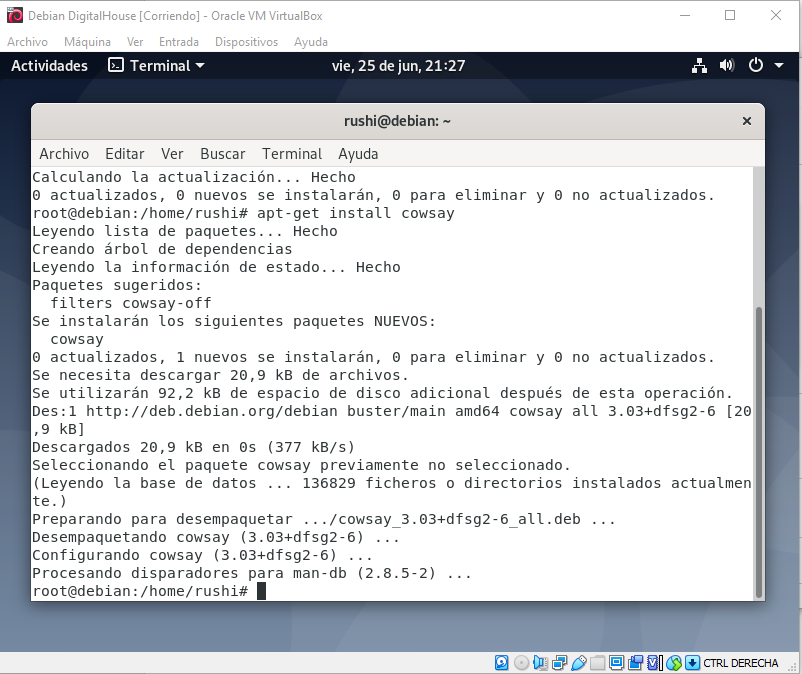 Debian DigitalHouse [Corriendo] - Oracle VM VirtualBox
Archivo Máquina Ver Entrada Dispositivos Ayuda
Actividades Terminal vie, 25 de jun, 21:27
rushi@debian: ~
Archivo Editar Ver Buscar Terminal Ayuda
Calculando la actualización... Hecho
0 actualizados, 0 nuevos se instalarán, 0 para eliminar y 0 no actualizados.
root@debian:/home/rushi# apt-get install cowsay
Leyendo lista de paquetes... Hecho
Creando árbol de dependencias
Leyendo la información de estado... Hecho
Paquetes sugeridos:
  filters cowsay-off
Se instalarán los siguientes paquetes NUEVOS:
  cowsay
0 actualizados, 1 nuevos se instalarán, 0 para eliminar y 0 no actualizados.
Se necesita descargar 20,9 kB de archivos.
Se utilizarán 92,2 kB de espacio de disco adicional después de esta operación.
Des:1 http://deb.debian.org/debian buster/main amd64 cowsay all 3.03+dfsg2-6 [20
,9 kB]
Descargados 20,9 kB en 0s (377 kB/s)
Seleccionando el paquete cowsay previamente no seleccionado.
(Leyendo la base de datos ... 136829 ficheros o directorios instalados actualmen
te.)
Preparando para desempaquetar .../cowsay_3.03+dfsg2-6_all.deb ...
Desempaquetando cowsay (3.03+dfsg2-6) ...
Configurando cowsay (3.03+dfsg2-6) ...
Procesando disparadores para man-db (2.8.5-2) ...
root@debian:/home/rushi#
CTRL DERECHA